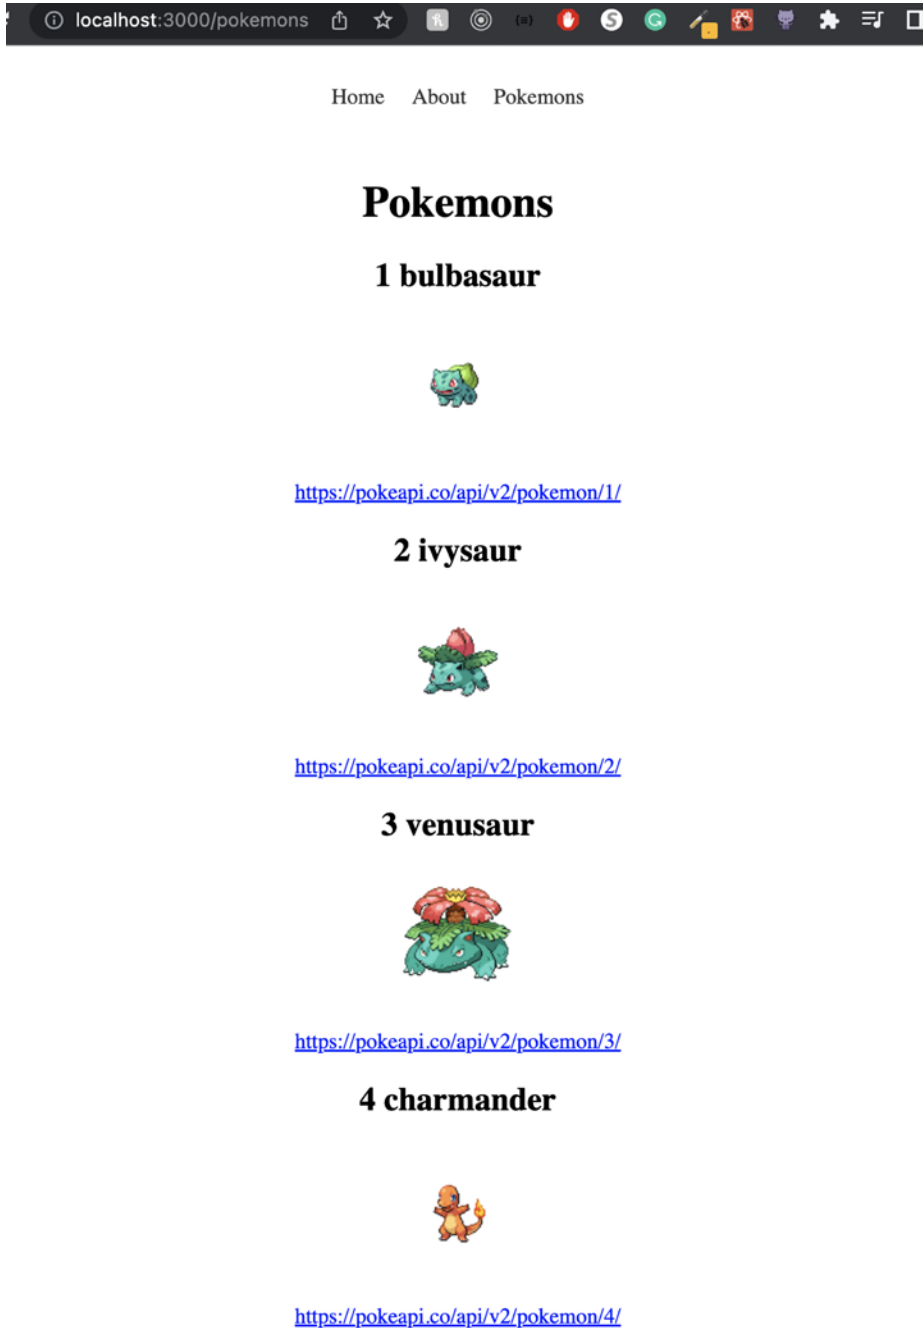 localhost:3000/pokemons
Home About Pokemons
Pokemons
1 bulbasaur
https://pokeapi.co/api/v2/pokemon/1/
2 ivysaur
https://pokeapi.co/api/v2/pokemon/2/
3 venusaur
https://pokeapi.co/api/v2/pokemon/3/
4 charmander
https://pokeapi.co/api/v2/pokemon/4/